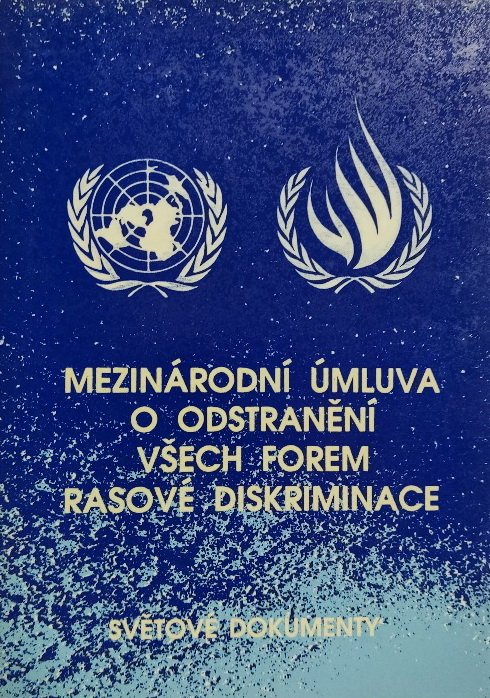 MEZINÁRODNÍ ÚMLUVA
O ODSTRANĚNÍ
VŠECH FOREM
RASOVÉ DISKRIMINACE
SVĚTOVÉ DOKUMENTY